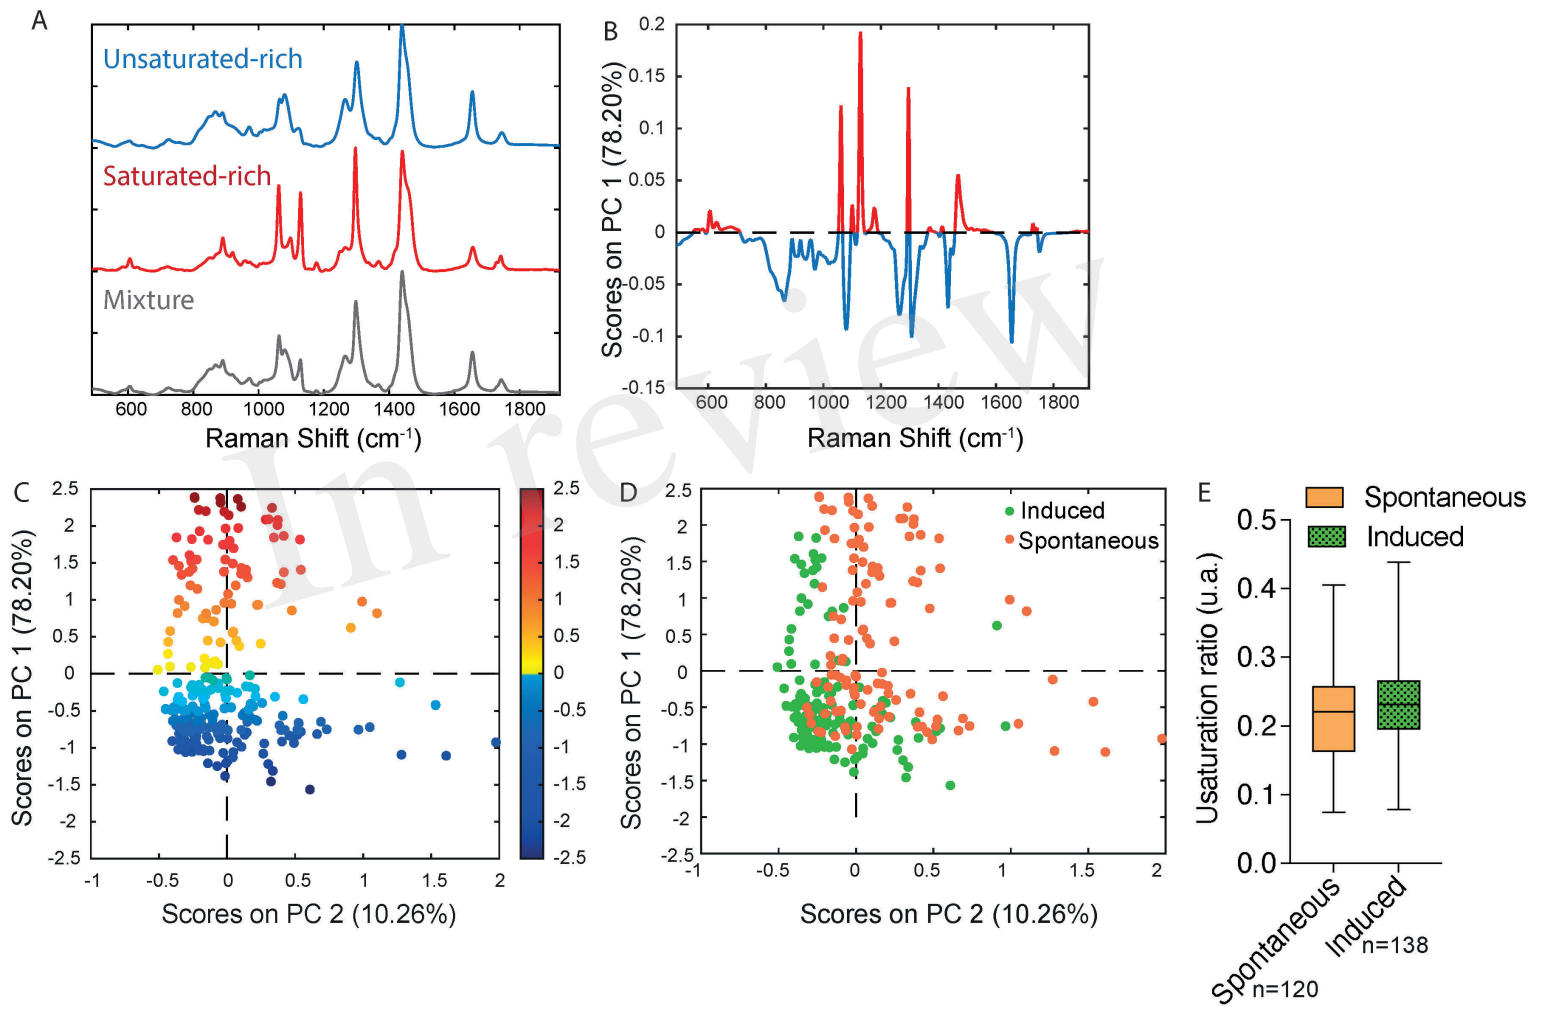 A
Unsaturated-rich
Saturated-rich
Mixture
600 800 1000 1200 1400 1600 1800
Raman Shift (cm-1)
B
Scores on PC 1 (78.20%)
0.2
0.15
0.1
0.05
0
-0.05
-0.1
-0.15
600 800 1000 1200 1400 1600 1800
Raman Shift (cm-1)
In review
C
Scores on PC 1 (78.20%)
2.5
2
1.5
1
0.5
0
-0.5
-1
-1.5
-2
-2.5
-1 -0.5 0 0.5 1 1.5 2
Scores on PC 2 (10.26%)
2.5
2
1.5
1
0.5
0
-0.5
-1
-1.5
-2
-2.5
D
Scores on PC 1 (78.20%)
2.5
2
1.5
1
0.5
0
-0.5
-1
-1.5
-2
-2.5
Induced
Spontaneous
-1 -0.5 0 0.5 1 1.5 2
Scores on PC 2 (10.26%)
E
Spontaneous
Induced
Usaturation ratio (u.a.)
0.5
0.4
0.3
0.2
0.1
0.0
Spontaneous
n=120
Induced
n=138